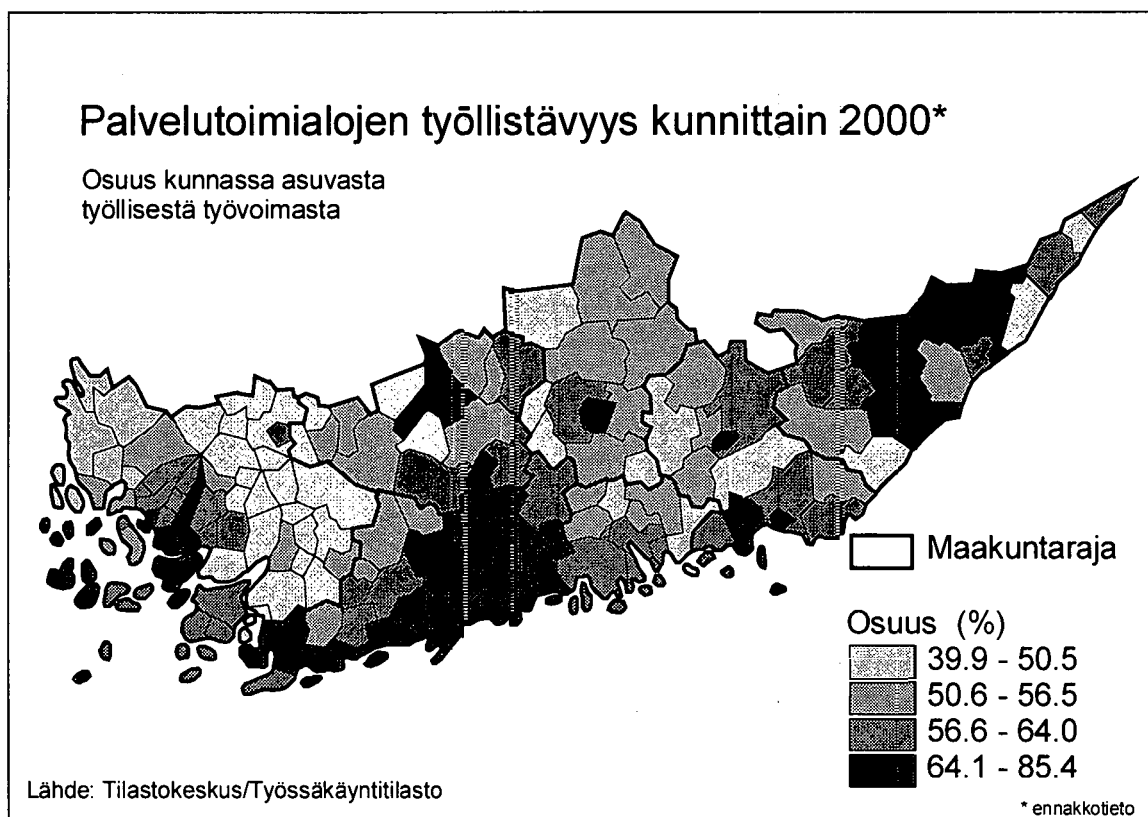 Palvelutoimialojen työllistävyys kunnittain 2000*
Osuus kunnassa asuvasta
työllisestä työvoimasta
Maakuntaraja
Osuus (%)
39.9 - 50.5
50.6 - 56.5
56.6 - 64.0
64.1 - 85.4
Lähde: Tilastokeskus/Työssäkäyntitilasto
* ennakkotieto